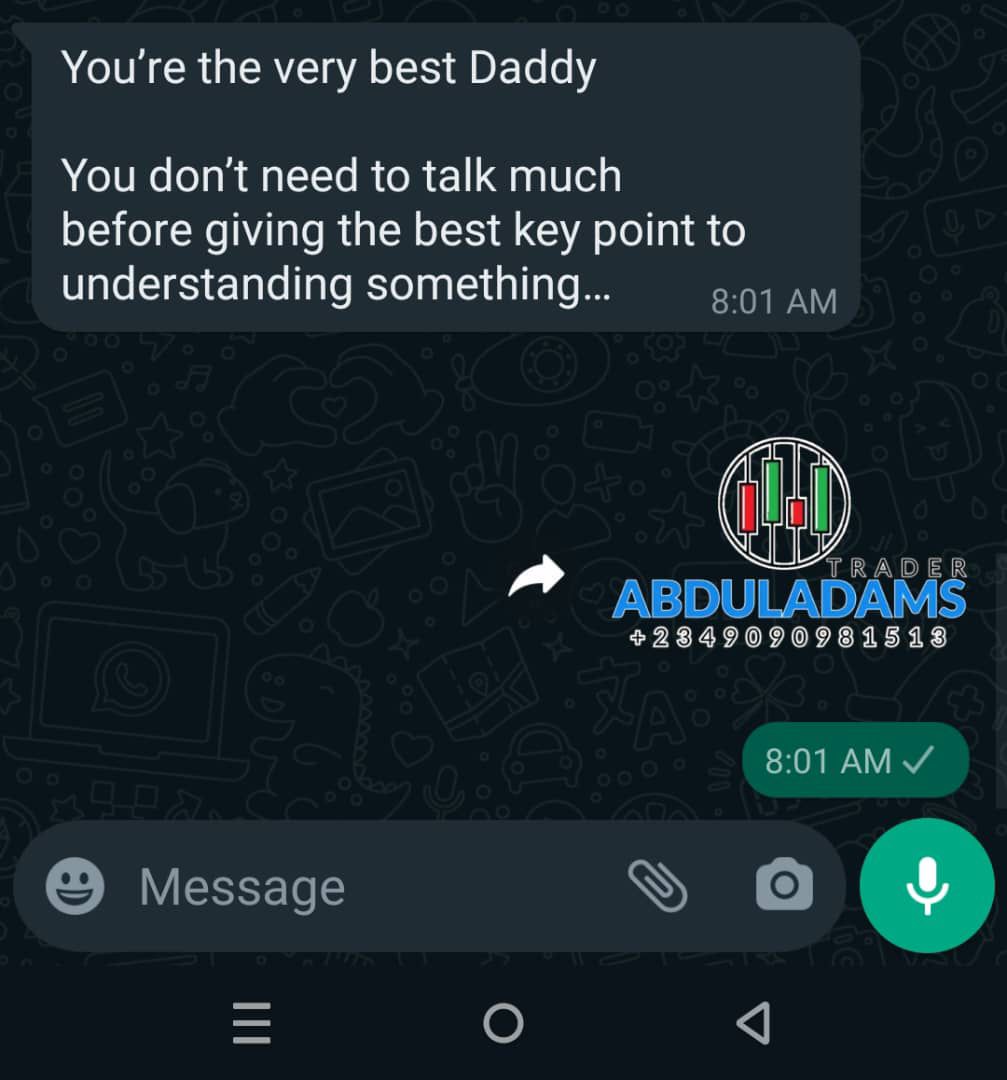 You’re the very best Daddy
You don’t need to talk much
before giving the best key point to
understanding something...
8:01 AM
TRADER
ABDULADAMS
+2349090981513
8:01 AM
Message